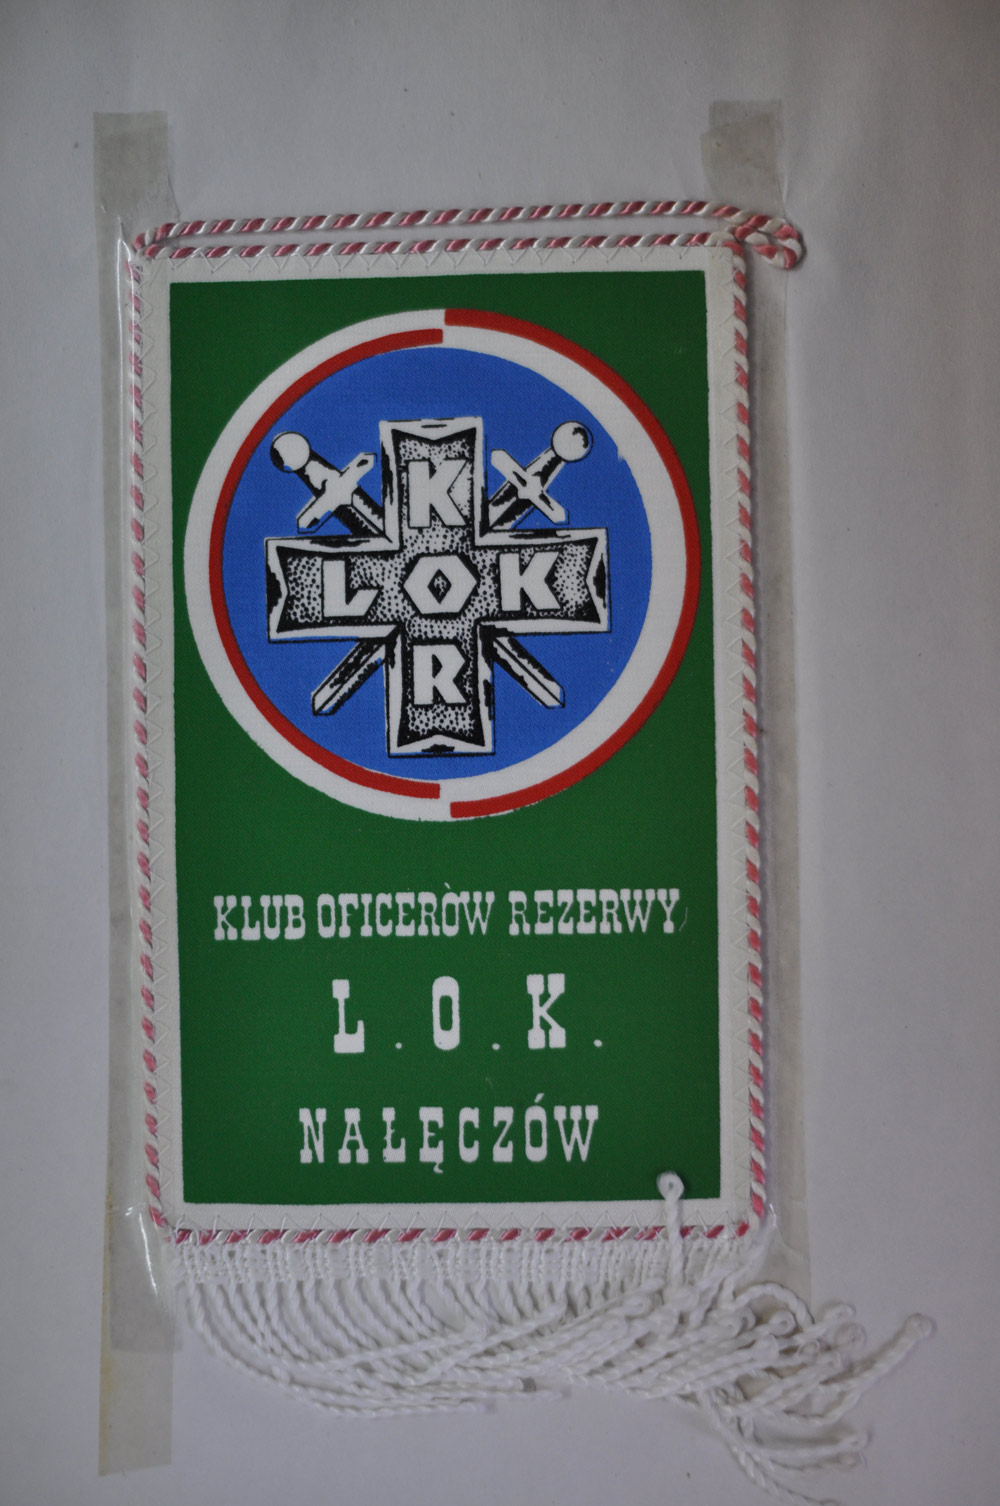 K
LOK
R
KLUB OFICERÒW REZERWY
L.O.K.
NAŁĘCZÓW